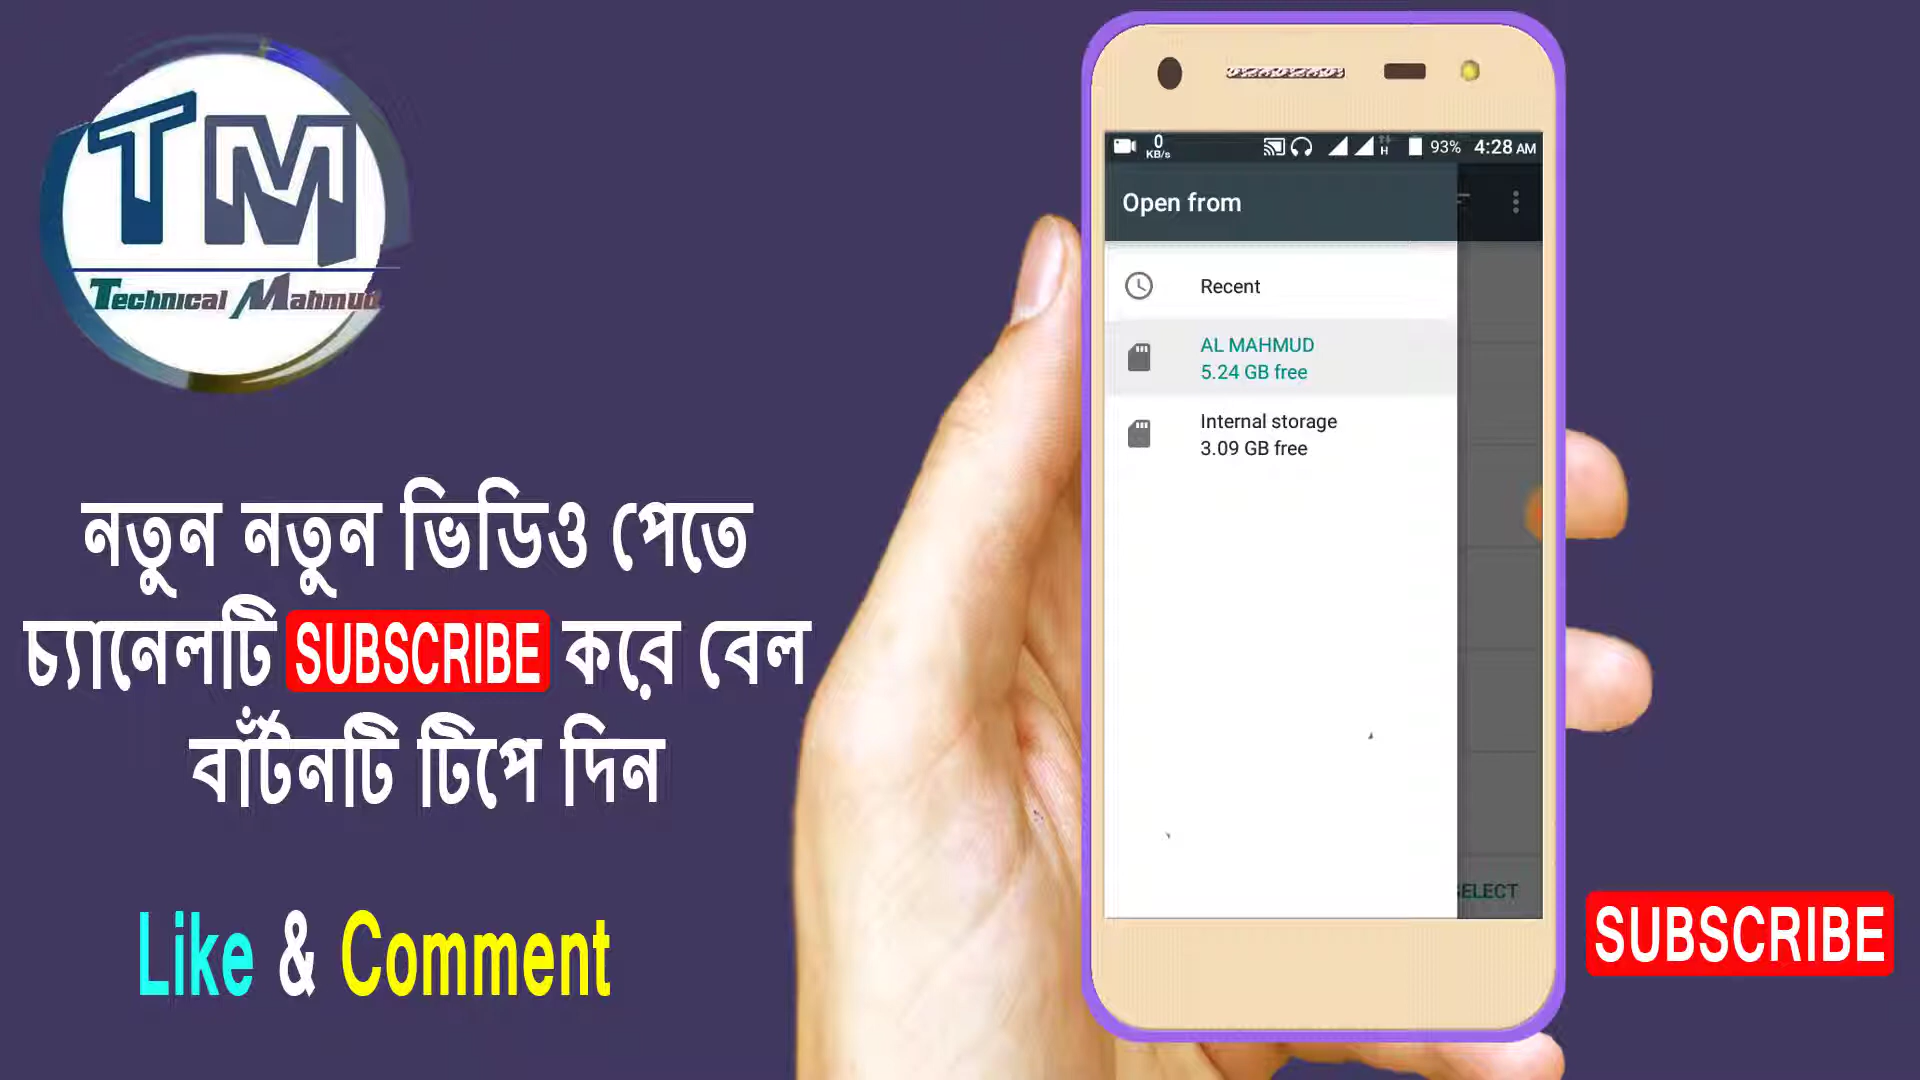 TM
Technical Mahmud
নতুন নতুন ভিডিও পেতে
চ্যানেলটি SUBSCRIBE করে বেল
বাঁটনটি টিপে দিন
Like & Comment
0 KB/s H 93% 4:28 AM
Open from
Recent
AL MAHMUD
5.24 GB free
Internal storage
3.09 GB free
SELECT
SUBSCRIBE